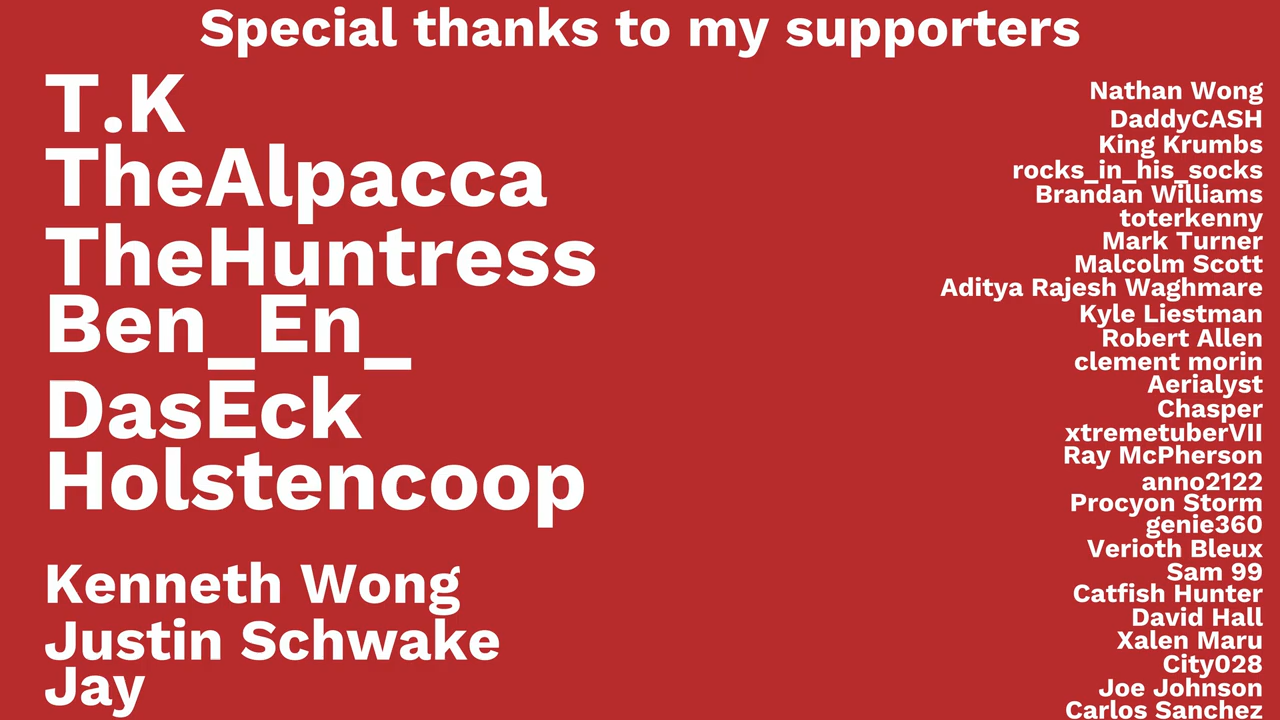 Special thanks to my supporters
T.K
TheAlpacca
TheHuntress
Ben_En_
DasEck
Holstencoop
Kenneth Wong
Justin Schwake
Jay
Nathan Wong
DaddyCASH
King Krumbs
rocks_in_his_socks
Brandan Williams
toterkenny
Mark Turner
Malcolm Scott
Aditya Rajesh Waghmare
Kyle Liestman
Robert Allen
clement morin
Aerialyst
Chasper
xtremetuberVII
Ray McPherson
anno2122
Procyon Storm
genie360
Verioth Bleux
Sam 99
Catfish Hunter
David Hall
Xalen Maru
City028
Joe Johnson
Carlos Sanchez